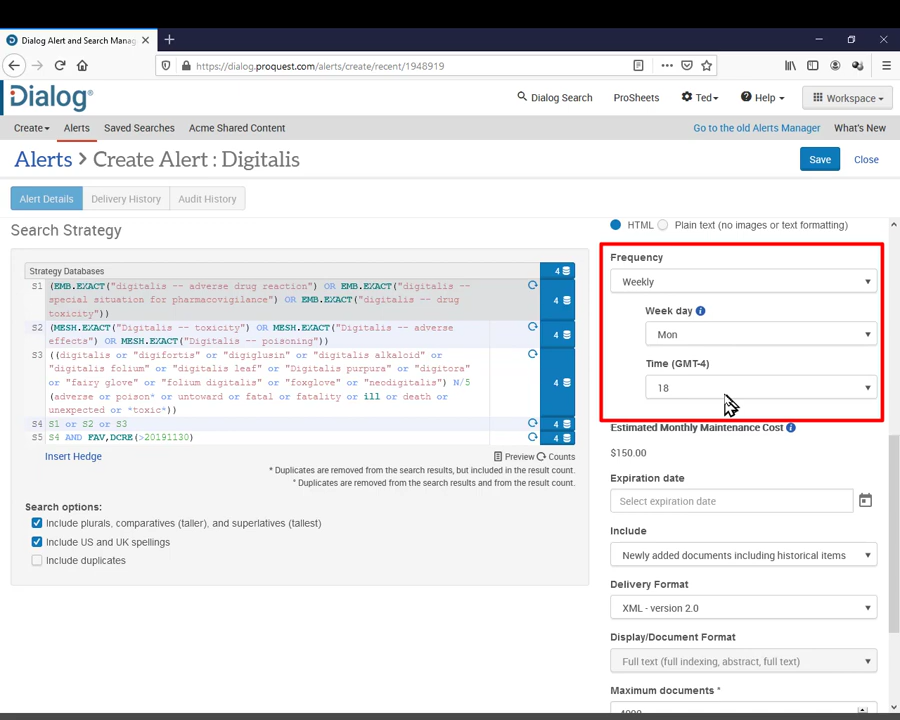 Dialog Alert and Search Manag
https://dialog.proquest.com/alerts/create/recent/1948919
Dialog®
Dialog Search
ProSheets
Ted
Help
Workspace
Create
Alerts
Saved Searches
Acme Shared Content
Go to the old Alerts Manager
What's New
Alerts > Create Alert : Digitalis
Save
Close
Alert Details
Delivery History
Audit History
Search Strategy
Strategy Databases
4
S1 (EMB.EXACT("digitalis -- adverse drug reaction") OR EMB.EXACT("digitalis --
special situation for pharmacovigilance") OR EMB.EXACT("digitalis -- drug
toxicity"))
4
S2 (MESH.EXACT("Digitalis -- toxicity") OR MESH.EXACT("Digitalis -- adverse
effects") OR MESH.EXACT("Digitalis -- poisoning"))
4
S3 ((digitalis or "digifortis" or "digiglusin" or "digitalis alkaloid" or
"digitalis folium" or "digitalis leaf" or "Digitalis purpura" or "digitora"
or "fairy glove" or "folium digitalis" or "foxglove" or "neodigitalis") N/5
(adverse or poison* or untoward or fatal or fatality or ill or death or
unexpected or *toxic*))
4
S4 S1 or S2 or S3
4
S5 S4 AND FAV,DCRE(>20191130)
4
Insert Hedge
Preview
Counts
* Duplicates are removed from the search results, but included in the result count.
° Duplicates are removed from the search results and from the result count.
Search options:
Include plurals, comparatives (taller), and superlatives (tallest)
Include US and UK spellings
Include duplicates
HTML
Plain text (no images or text formatting)
Frequency
Weekly
Week day
Mon
Time (GMT-4)
18
Estimated Monthly Maintenance Cost
$150.00
Expiration date
Select expiration date
Include
Newly added documents including historical items
Delivery Format
XML - version 2.0
Display/Document Format
Full text (full indexing, abstract, full text)
Maximum documents *